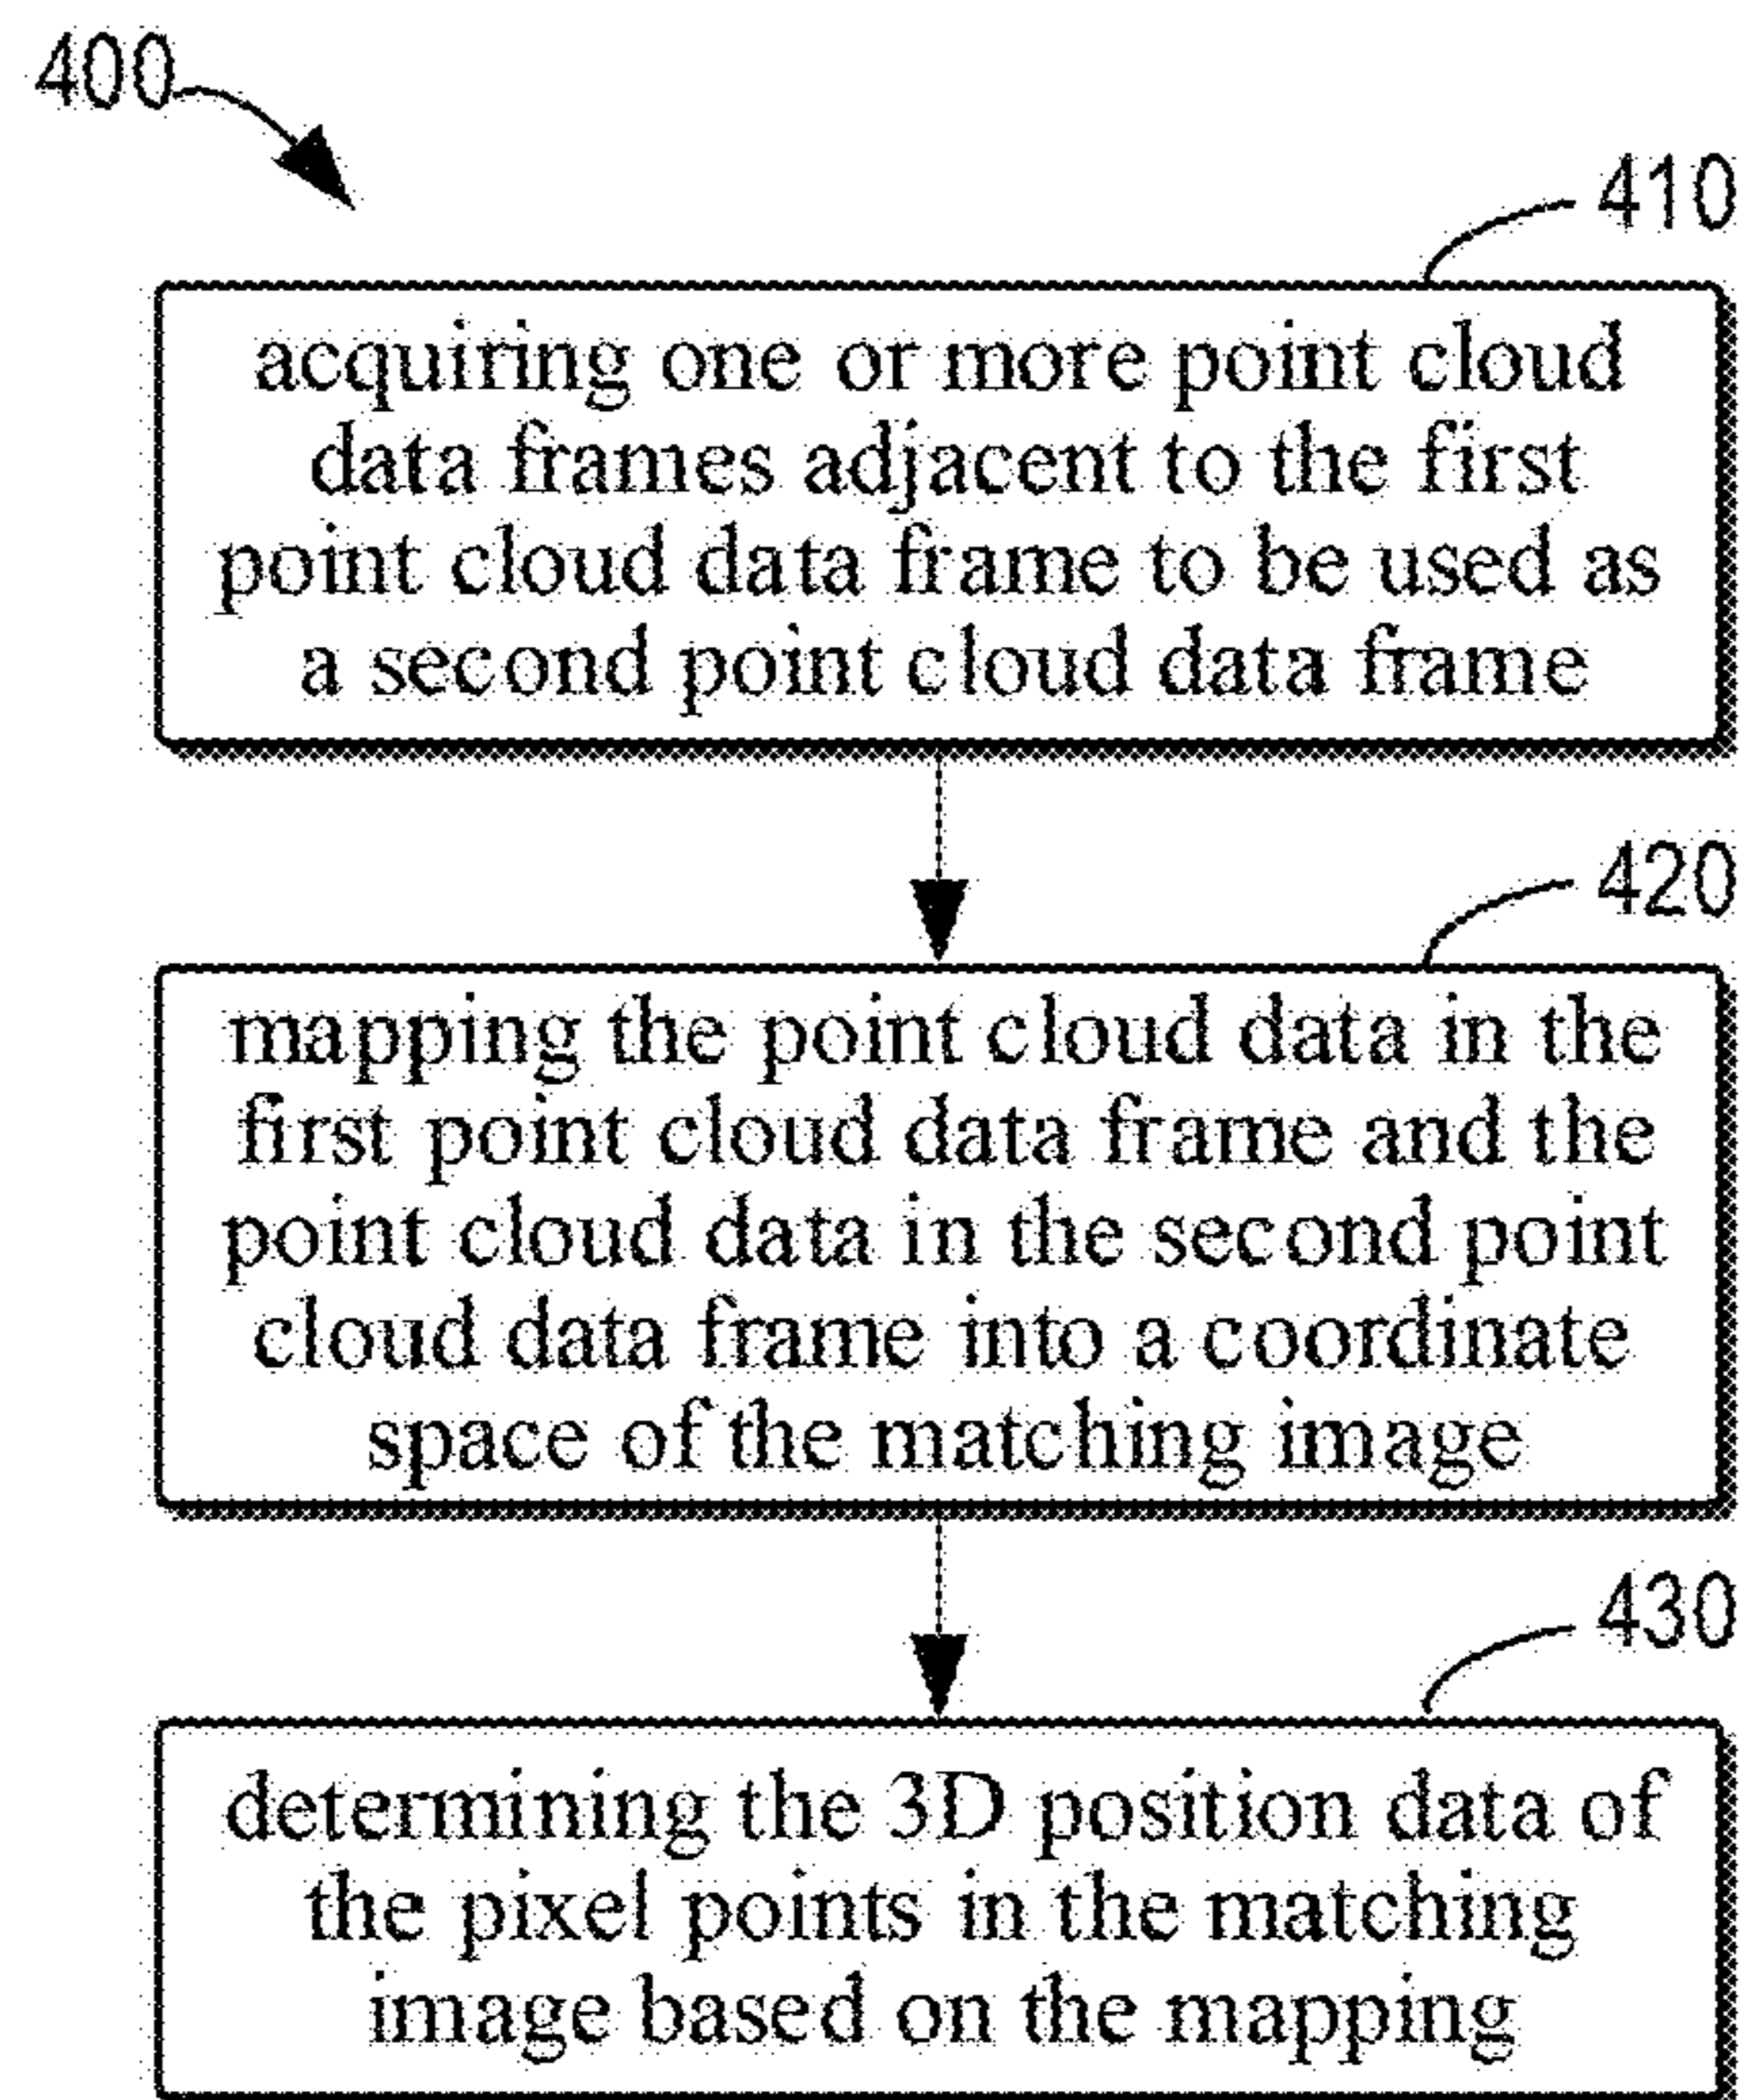 400
410
acquiring one or more point cloud
data frames adjacent to the first
point cloud data frame to be used as
a second point cloud data frame
420
mapping the point cloud data in the
first point cloud data frame and the
point cloud data in the second point
cloud data frame into a coordinate
space of the matching image
430
determining the 3D position data of
the pixel points in the matching
image based on the mapping